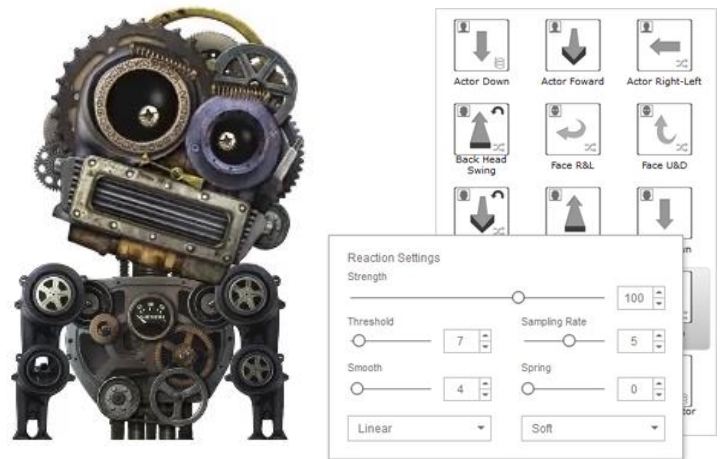 Actor Down
Actor Foward
Actor Right-Left
Back Head
Swing
Face R&L
Face U&D
Reaction Settings
Strength
100
Threshold
7
Sampling Rate
5
Smooth
4
Spring
0
Linear
Soft